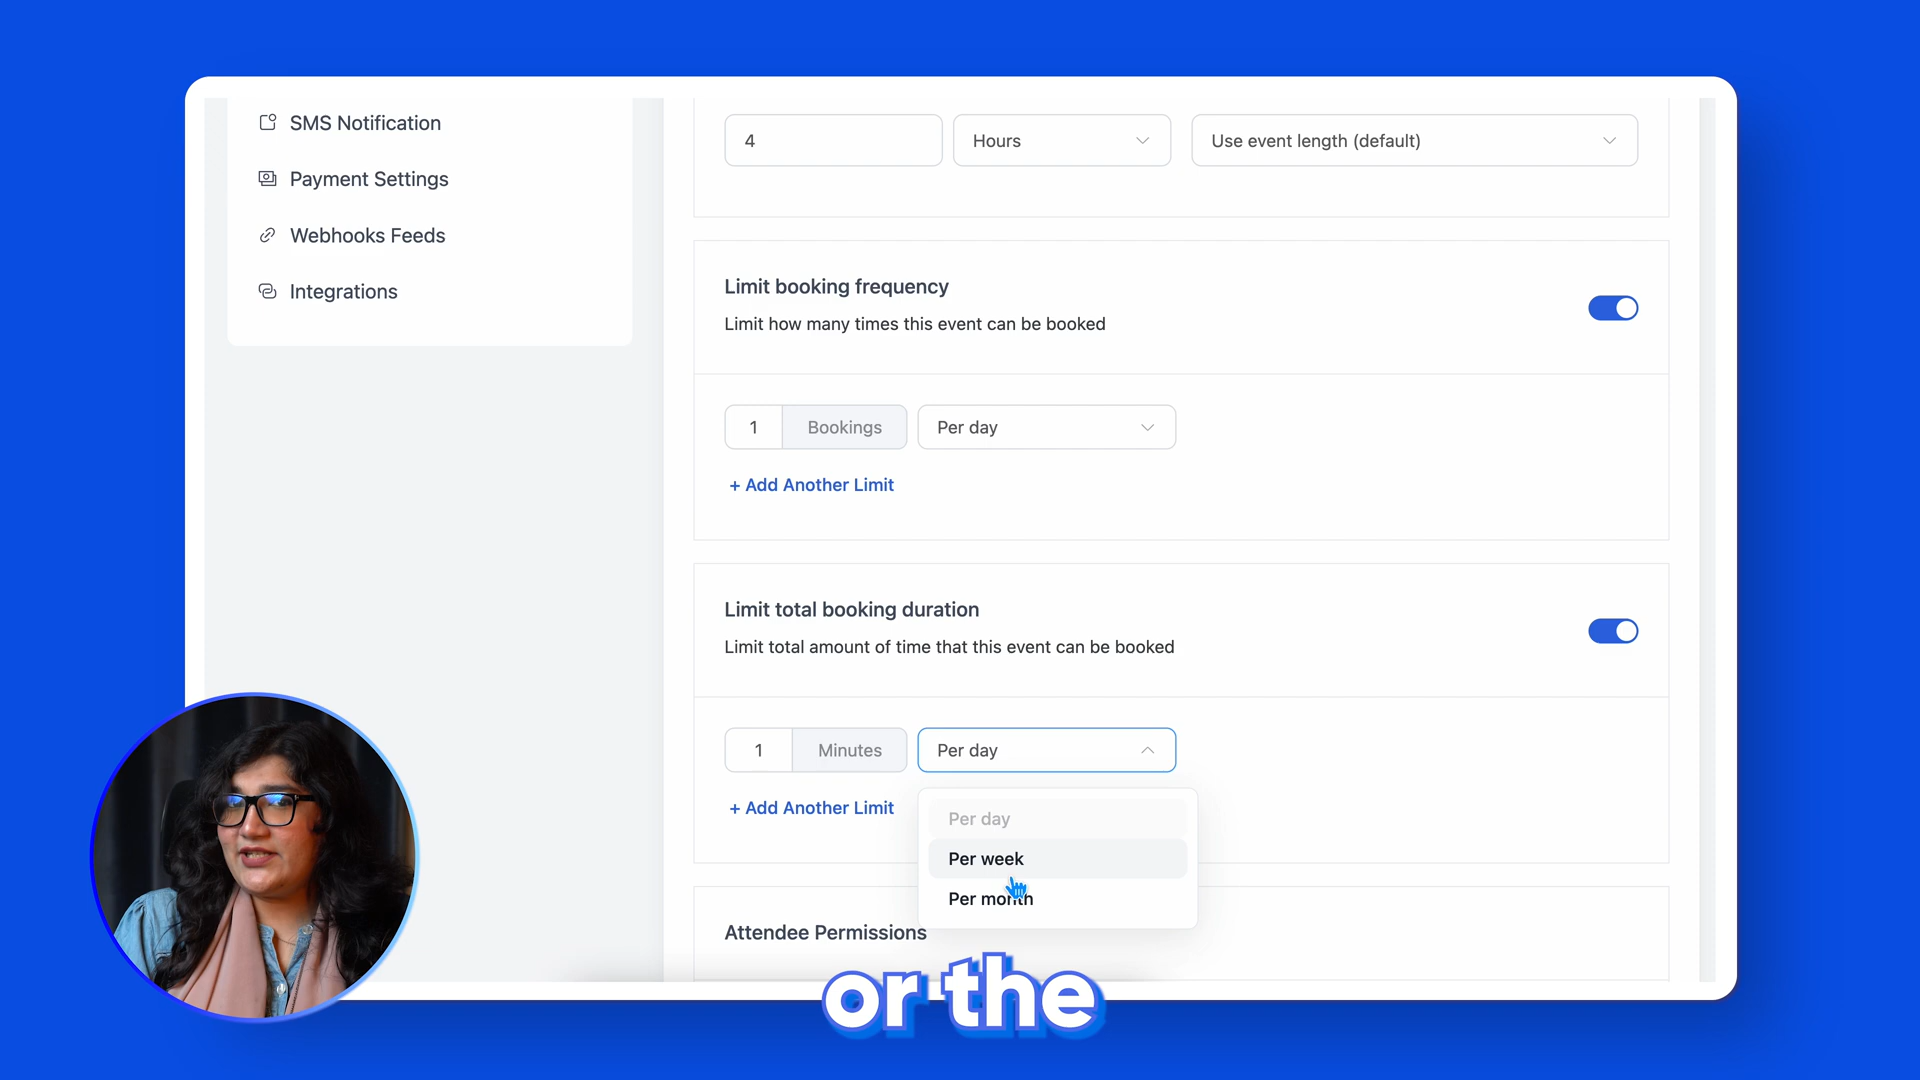 SMS Notification
Payment Settings
Webhooks Feeds
Integrations
4
Hours
Use event length (default)
Limit booking frequency
Limit how many times this event can be booked
1
Bookings
Per day
+ Add Another Limit
Limit total booking duration
Limit total amount of time that this event can be booked
1
Minutes
Per day
+ Add Another Limit
Per day
Per week
Per month
Attendee Permissions
or the